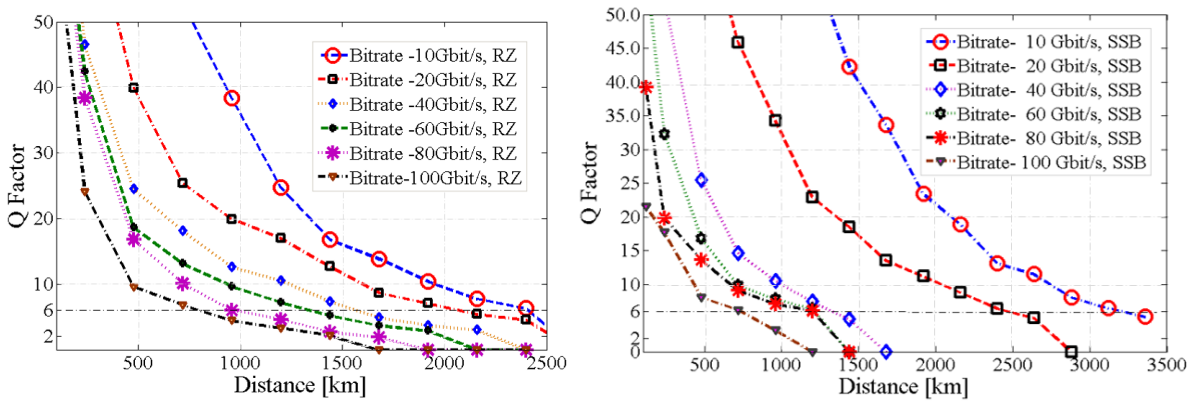 50
40
30
20
10
6
2
Q Factor
500
1000
1500
2000
2500
Distance [km]
Bitrate -10Gbit/s, RZ
Bitrate -20Gbit/s, RZ
Bitrate -40Gbit/s, RZ
Bitrate -60Gbit/s, RZ
Bitrate -80Gbit/s, RZ
Bitrate-100Gbit/s, RZ
50.0
45.0
40.0
35.0
30.0
25.0
20
15
10
6
2
0
Q Factor
500
1000
1500
2000
2500
3000
3500
Distance [km]
Bitrate- 10 Gbit/s, SSB
Bitrate- 20 Gbit/s, SSB
Bitrate- 40 Gbit/s, SSB
Bitrate- 60 Gbit/s, SSB
Bitrate- 80 Gbit/s, SSB
Bitrate- 100 Gbit/s, SSB